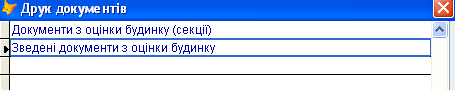 Друк документів
Документи з оцінки будинку (секції)
Зведені документи з оцінки будинку